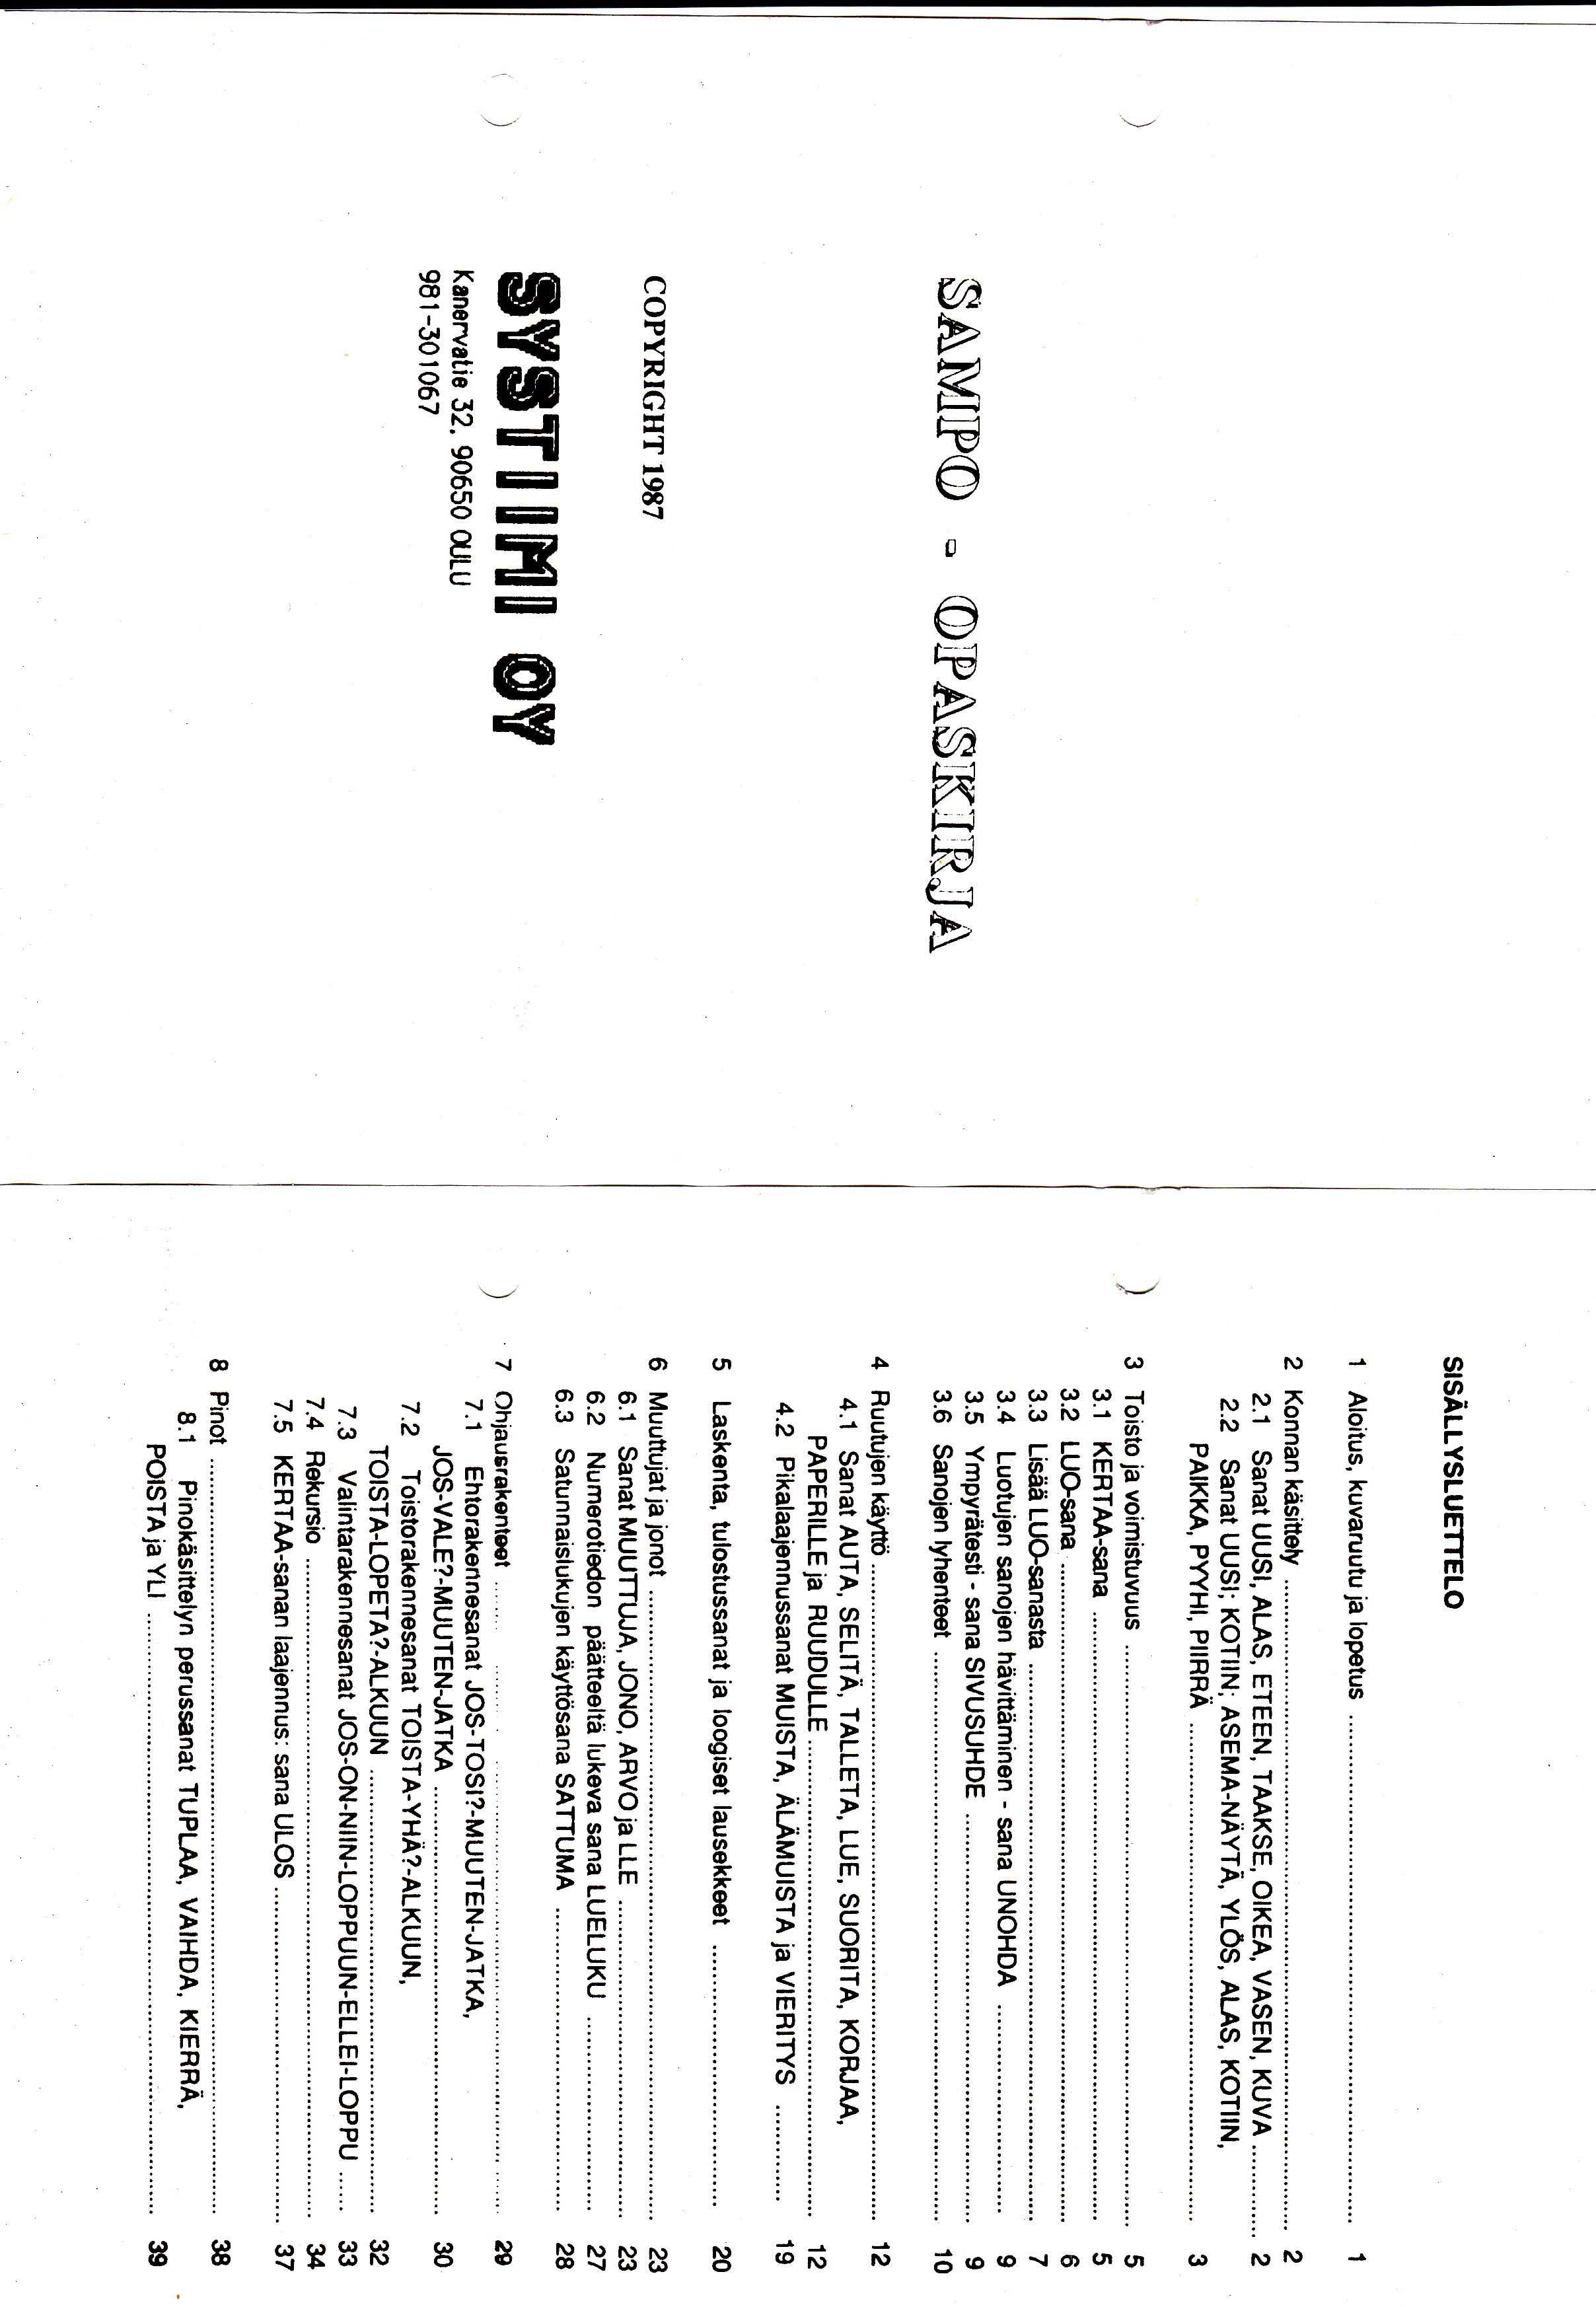 SAMPO - OPASKIRJA
COPYRIGHT 1987
SYSTIIMI OY
Kanervatie 32, 90650 OULU
981-301067
SISÄLLYSLUETTELO
1 Aloitus, kuvaruutu ja lopetus ........ 1
2 Konnan käsittely ........ 2
2.1 Sanat UUSI, ALAS, ETEEN, TAAKSE, OIKEA, VASEN, KUVA ........ 2
2.2 Sanat UUSI; KOTIIN; ASEMA-NÄYTÄ, YLÖS, ALAS, KOTIIN,
PAIKKA, PYYHI, PIIRRÄ ........ 3
3 Toisto ja voimistuvuus ........ 5
3.1 KERTAA-sana ........ 5
3.2 LUO-sana ........ 6
3.3 Lisää LUO-sanasta ........ 7
3.4 Luotujen sanojen hävittäminen - sana UNOHDA ........ 9
3.5 Ympyrätesti - sana SIVUSUHDE ........ 9
3.6 Sanojen lyhenteet ........ 10
4 Ruutujen käyttö ........ 12
4.1 Sanat AUTA, SELITÄ, TALLETA, LUE, SUORITA, KORJAA,
PAPERILLE ja RUUDULLE ........ 12
4.2 Pikalaajennussanat MUISTA, ÄLÄMUISTA ja VIERITYS ........ 19
5 Laskenta, tulostussanat ja loogiset lausekkeet ........ 20
6 Muuttujat ja jonot ........ 23
6.1 Sanat MUUTTUJA, JONO, ARVO ja LLE ........ 23
6.2 Numerotiedon päätteeltä lukeva sana LUELUKU ........ 27
6.3 Satunnaislukujen käyttösana SATTUMA ........ 28
7 Ohjausrakenteet ........ 29
7.1 Ehtorakennesanat JOS-TOSI?-MUUTEN-JATKA,
JOS-VALE?-MUUTEN-JATKA ........ 30
7.2 Toistorakennesanat TOISTA-YHÄ?-ALKUUN,
TOISTA-LOPETA?-ALKUUN ........ 32
7.3 Valintarakennesanat JOS-ON-NIIN-LOPPUUN-ELLEI-LOPPU ...... 33
7.4 Rekursio ........ 34
7.5 KERTAA-sanan laajennus: sana ULOS ........ 37
8 Pinot ........ 38
8.1 Pinokäsittelyn perussanat TUPLAA, VAIHDA, KIERRÄ,
POISTA ja YLI ........ 39